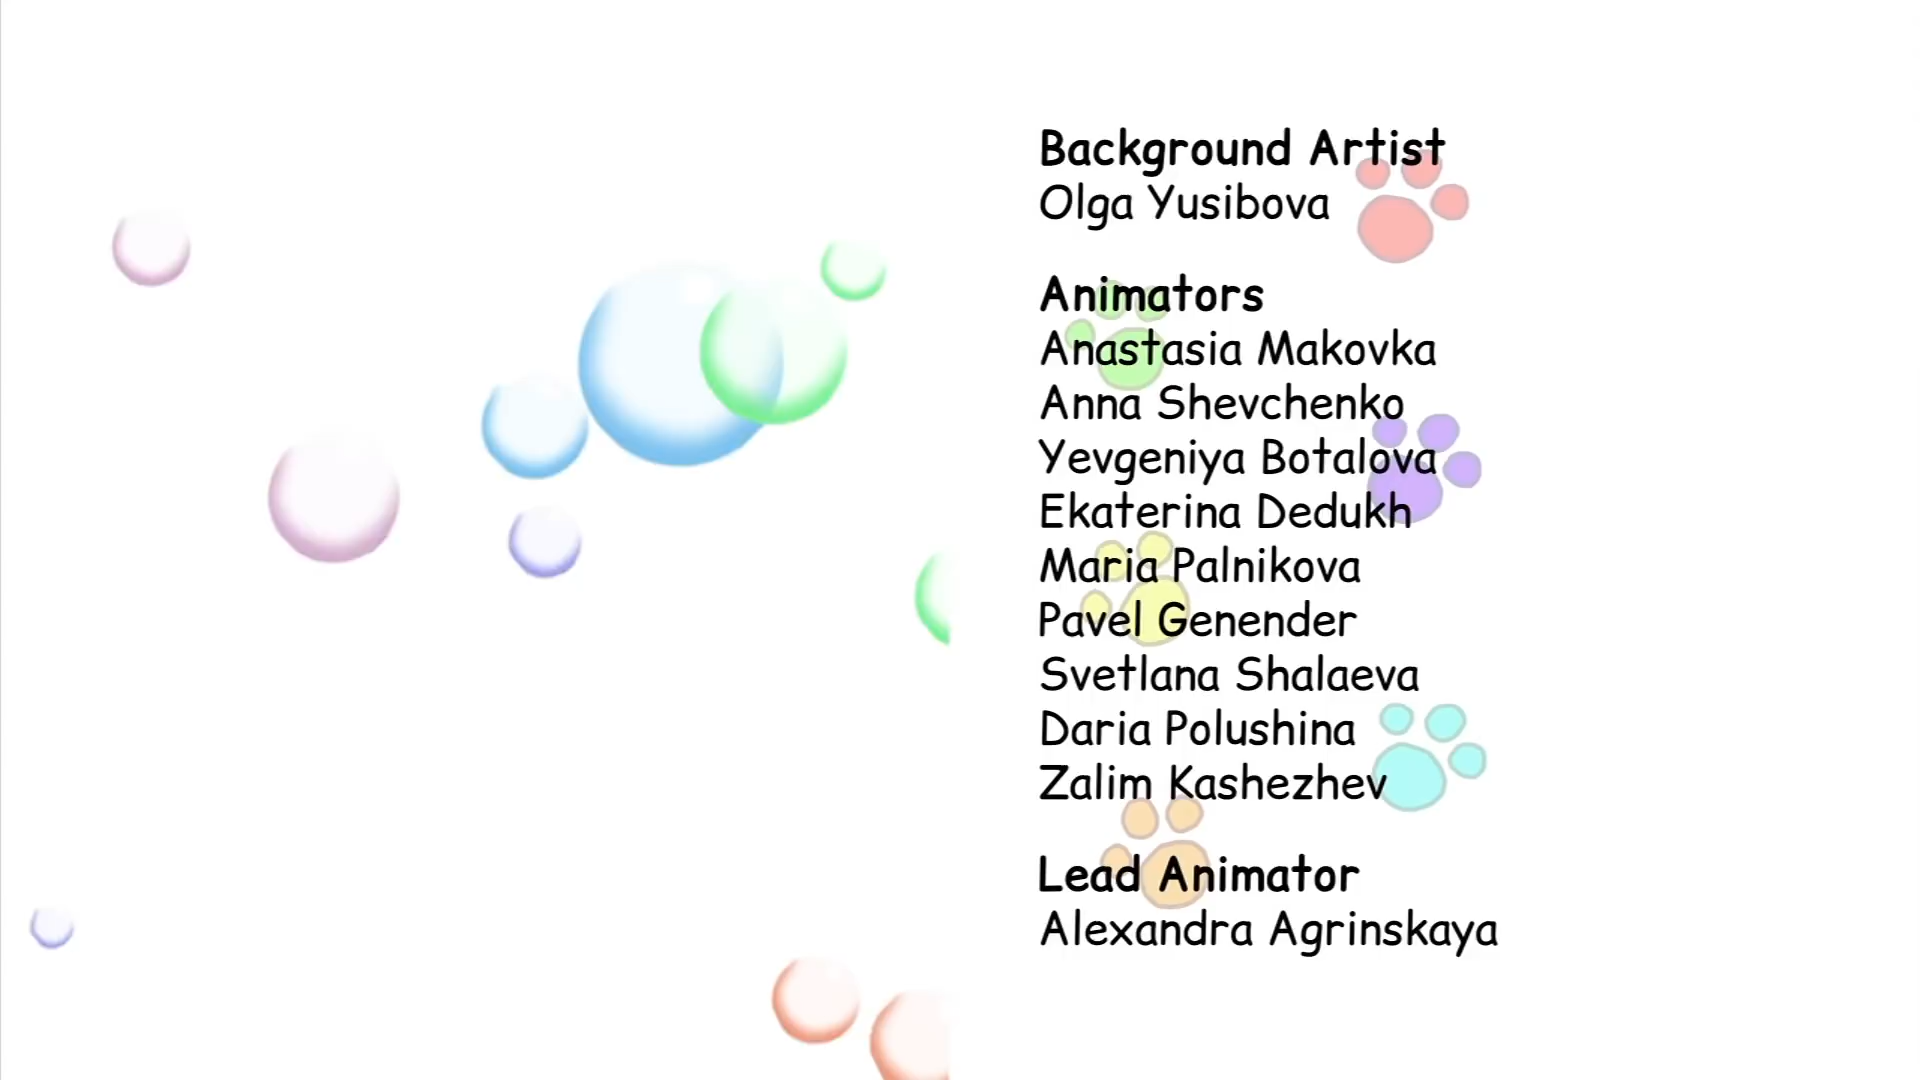 Background Artist
Olga Yusibova
Animators
Anastasia Makovka
Anna Shevchenko
Yevgeniya Botalova
Ekaterina Dedukh
Maria Palnikova
Pavel Genender
Svetlana Shalaeva
Daria Polushina
Zalim Kashezhev
Lead Animator
Alexandra Agrinskaya